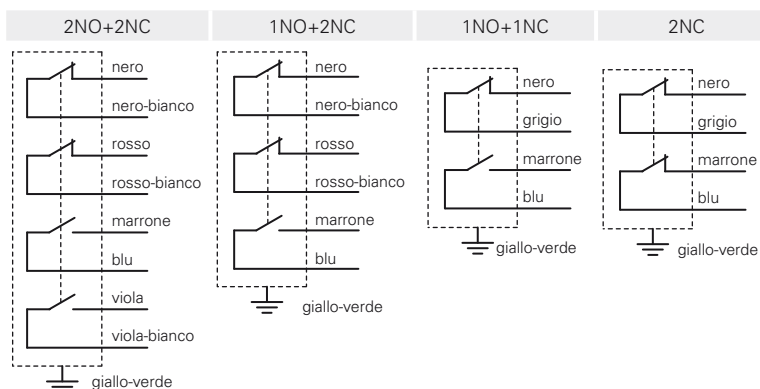 2NO+2NC
nero
nero-bianco
rosso
rosso-bianco
marrone
blu
viola
viola-bianco
giallo-verde
1NO+2NC
nero
nero-bianco
rosso
rosso-bianco
marrone
blu
giallo-verde
1NO+1NC
nero
grigio
marrone
blu
giallo-verde
2NC
nero
grigio
marrone
blu
giallo-verde